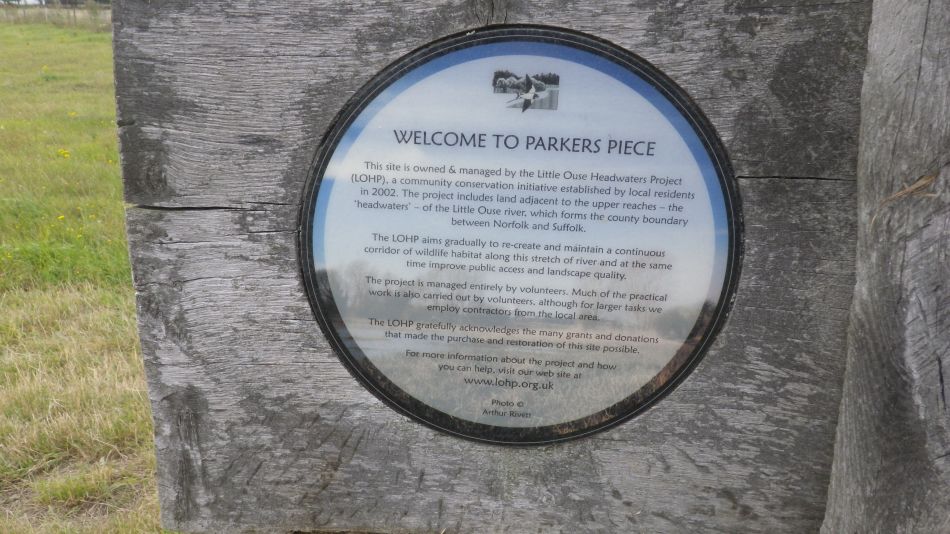 WELCOME TO PARKERS PIECE
This site is owned & managed by the Little Ouse Headwaters Project
(LOHP), a community conservation initiative established by local residents
in 2002. The project includes land adjacent to the upper reaches – the
‘headwaters’ – of the Little Ouse river, which forms the county boundary
between Norfolk and Suffolk.
The LOHP aims gradually to re-create and maintain a continuous
corridor of wildlife habitat along this stretch of river and at the same
time improve public access and landscape quality.
The project is managed entirely by volunteers. Much of the practical
work is also carried out by volunteers, although for larger tasks we
employ contractors from the local area.
The LOHP gratefully acknowledges the many grants and donations
that made the purchase and restoration of this site possible.
For more information about the project and how
you can help, visit our web site at
www.lohp.org.uk
Photo ©
Arthur Rivett